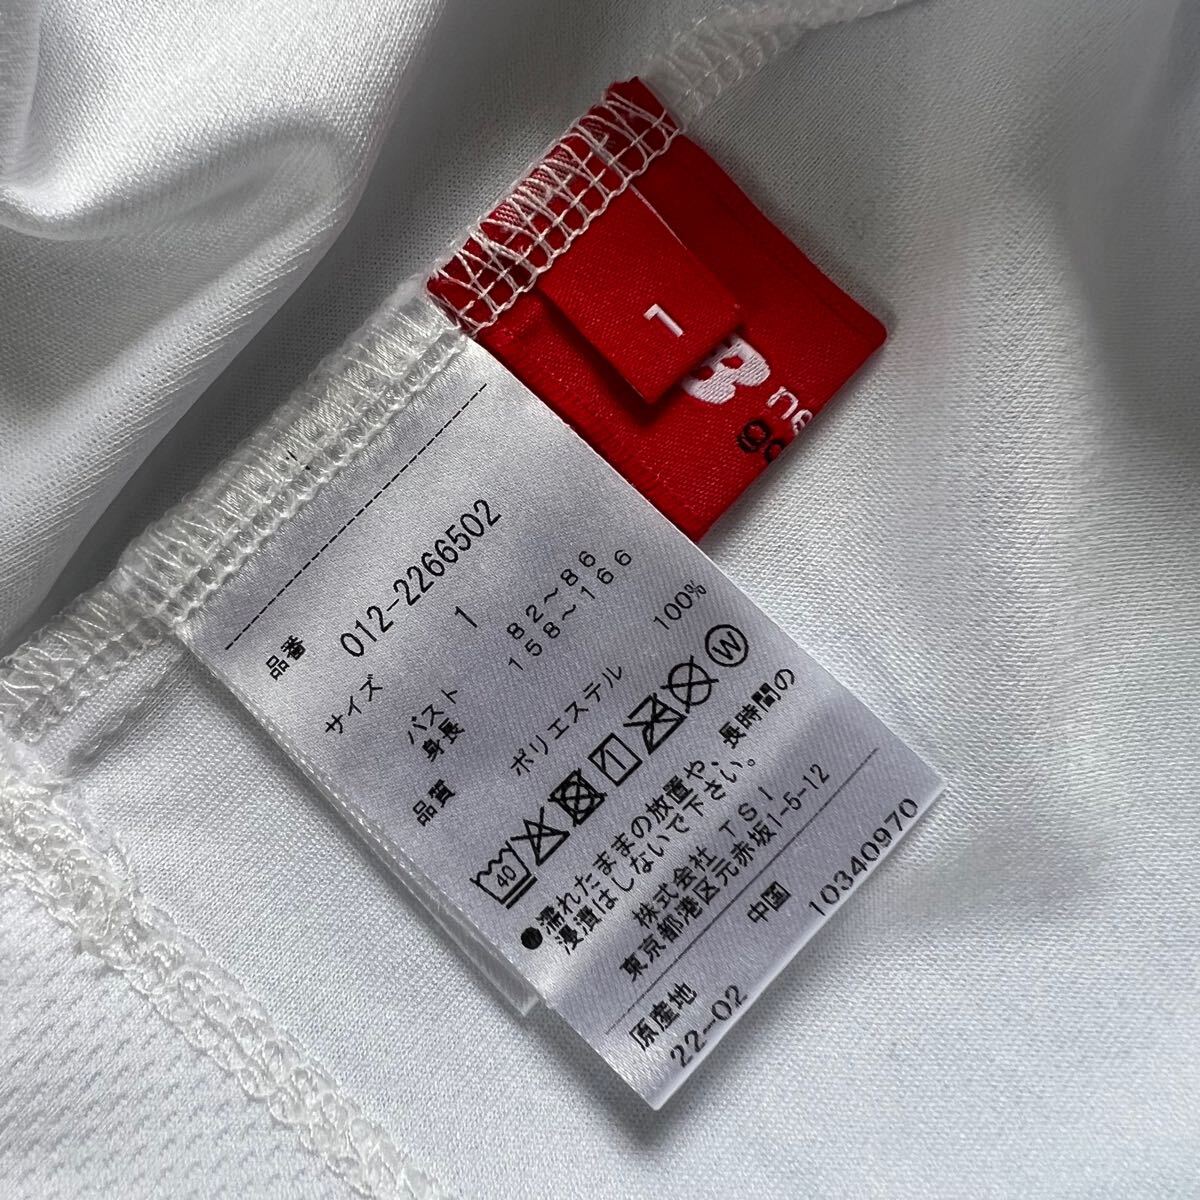 1
B
品番 012-2266502
サイズ 1
バスト 82～86
身長 158～166
品質 ポリエステル 100%
40
W
●濡れたままの放置や、長時間の
浸漬はしないで下さい。
株式会社 TSI
東京都港区元赤坂1-5-12
原産地 中国
22-02 10340970